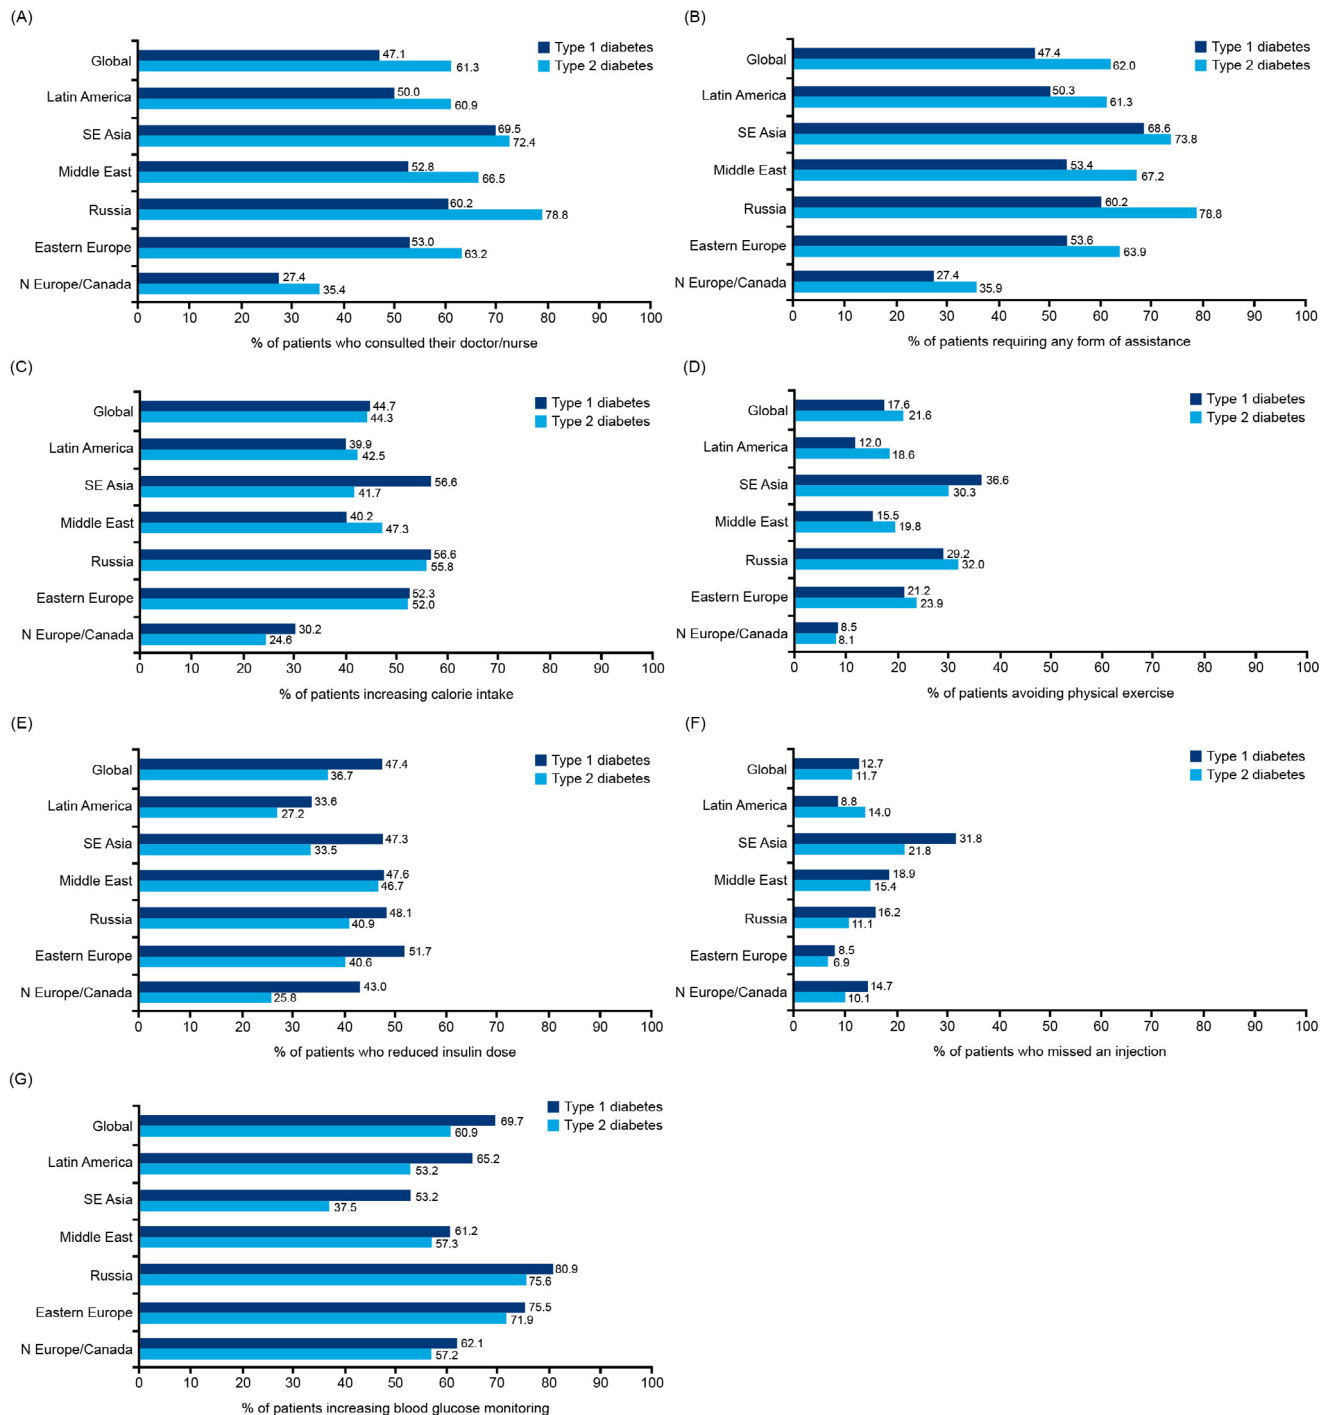 (A)
Type 1 diabetes
Type 2 diabetes
Global 47.1
61.3
Latin America 50.0
60.9
SE Asia 69.5
72.4
Middle East 52.8
66.5
Russia 60.2
78.8
Eastern Europe 53.0
63.2
N Europe/Canada 27.4
35.4
0 10 20 30 40 50 60 70 80 90 100
% of patients who consulted their doctor/nurse
(B)
Type 1 diabetes
Type 2 diabetes
Global 47.4
62.0
Latin America 50.3
61.3
SE Asia 68.6
73.8
Middle East 53.4
67.2
Russia 60.2
78.8
Eastern Europe 53.6
63.9
N Europe/Canada 27.4
35.9
0 10 20 30 40 50 60 70 80 90 100
% of patients requiring any form of assistance
(C)
Type 1 diabetes
Type 2 diabetes
Global 44.7
44.3
Latin America 39.9
42.5
SE Asia 56.6
41.7
Middle East 40.2
47.3
Russia 56.6
55.8
Eastern Europe 52.3
52.0
N Europe/Canada 30.2
24.6
0 10 20 30 40 50 60 70 80 90 100
% of patients increasing calorie intake
(D)
Type 1 diabetes
Type 2 diabetes
Global 17.6
21.6
Latin America 12.0
18.6
SE Asia 36.6
30.3
Middle East 15.5
19.8
Russia 29.2
32.0
Eastern Europe 21.2
23.9
N Europe/Canada 8.5
8.1
0 10 20 30 40 50 60 70 80 90 100
% of patients avoiding physical exercise
(E)
Type 1 diabetes
Type 2 diabetes
Global 47.4
36.7
Latin America 33.6
27.2
SE Asia 47.3
33.5
Middle East 47.6
46.7
Russia 48.1
40.9
Eastern Europe 51.7
40.6
N Europe/Canada 43.0
25.8
0 10 20 30 40 50 60 70 80 90 100
% of patients who reduced insulin dose
(F)
Type 1 diabetes
Type 2 diabetes
Global 12.7
11.7
Latin America 8.8
14.0
SE Asia 31.8
21.8
Middle East 18.9
15.4
Russia 16.2
11.1
Eastern Europe 8.5
6.9
N Europe/Canada 14.7
10.1
0 10 20 30 40 50 60 70 80 90 100
% of patients who missed an injection
(G)
Type 1 diabetes
Type 2 diabetes
Global 69.7
60.9
Latin America 65.2
53.2
SE Asia 53.2
37.5
Middle East 61.2
57.3
Russia 80.9
75.6
Eastern Europe 75.5
71.9
N Europe/Canada 62.1
57.2
0 10 20 30 40 50 60 70 80 90 100
% of patients increasing blood glucose monitoring